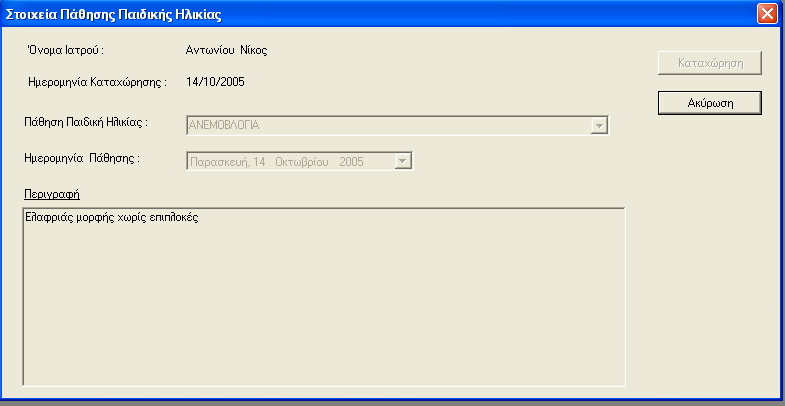 Στοιχεία Πάθησης Παιδικής Ηλικίας
Όνομα Ιατρού : Αντωνίου Νίκος
Καταχώρηση
Ημερομηνία Καταχώρησης : 14/10/2005
Ακύρωση
Πάθηση Παιδική Ηλικίας : ΑΝΕΜΟΒΛΟΓΙΑ
Ημερομηνία Πάθησης : Παρασκευή, 14 Οκτωβρίου 2005
Περιγραφή
Ελαφριάς μορφής χωρίς επιπλοκές